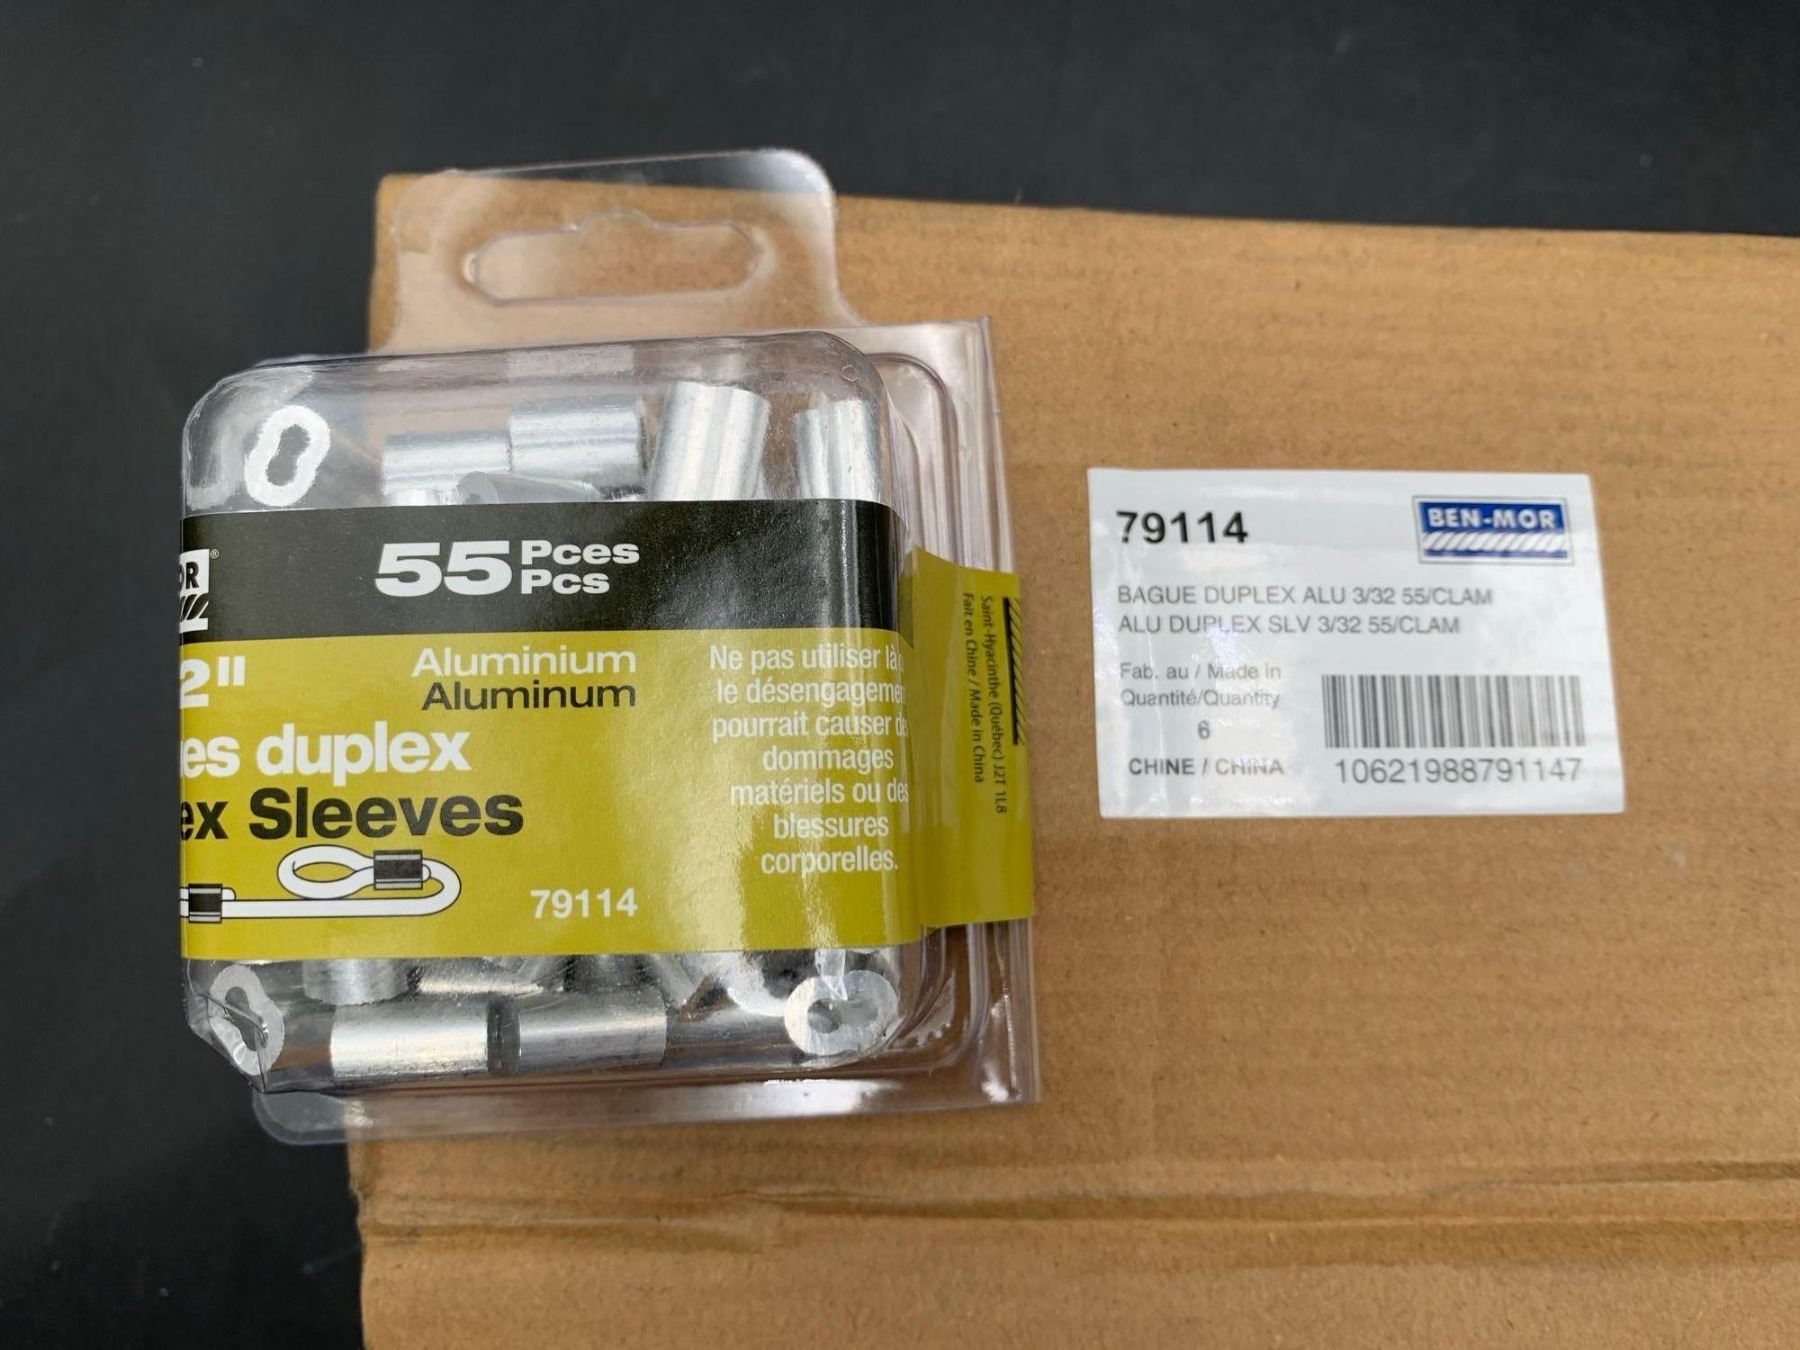 OR®
55 Pces
Pcs
2"
Aluminium
Aluminum
es duplex
ex Sleeves
79114
Ne pas utiliser là
le désengagemen
pourrait causer des
dommages
matériels ou des
blessures
corporelles.
Saint-Hyacinthe (Québec) J2T 1L8
Fait en Chine / Made in China
79114
BEN-MOR
BAGUE DUPLEX ALU 3/32 55/CLAM
ALU DUPLEX SLV 3/32 55/CLAM
Fab. au / Made in
Quantité/Quantity
6
CHINE / CHINA
10621988791147